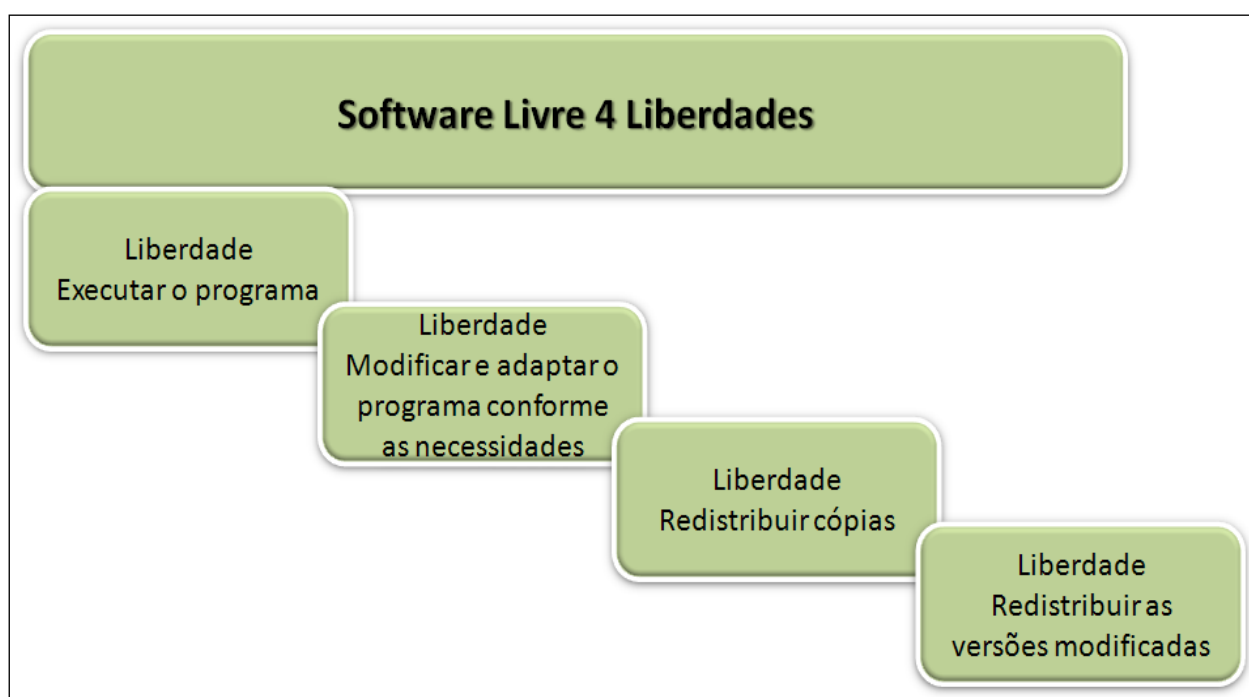 Software Livre 4 Liberdades
Liberdade
Executar o programa
Liberdade
Modificar e adaptar o
programa conforme
as necessidades
Liberdade
Redistribuir cópias
Liberdade
Redistribuir as
versões modificadas